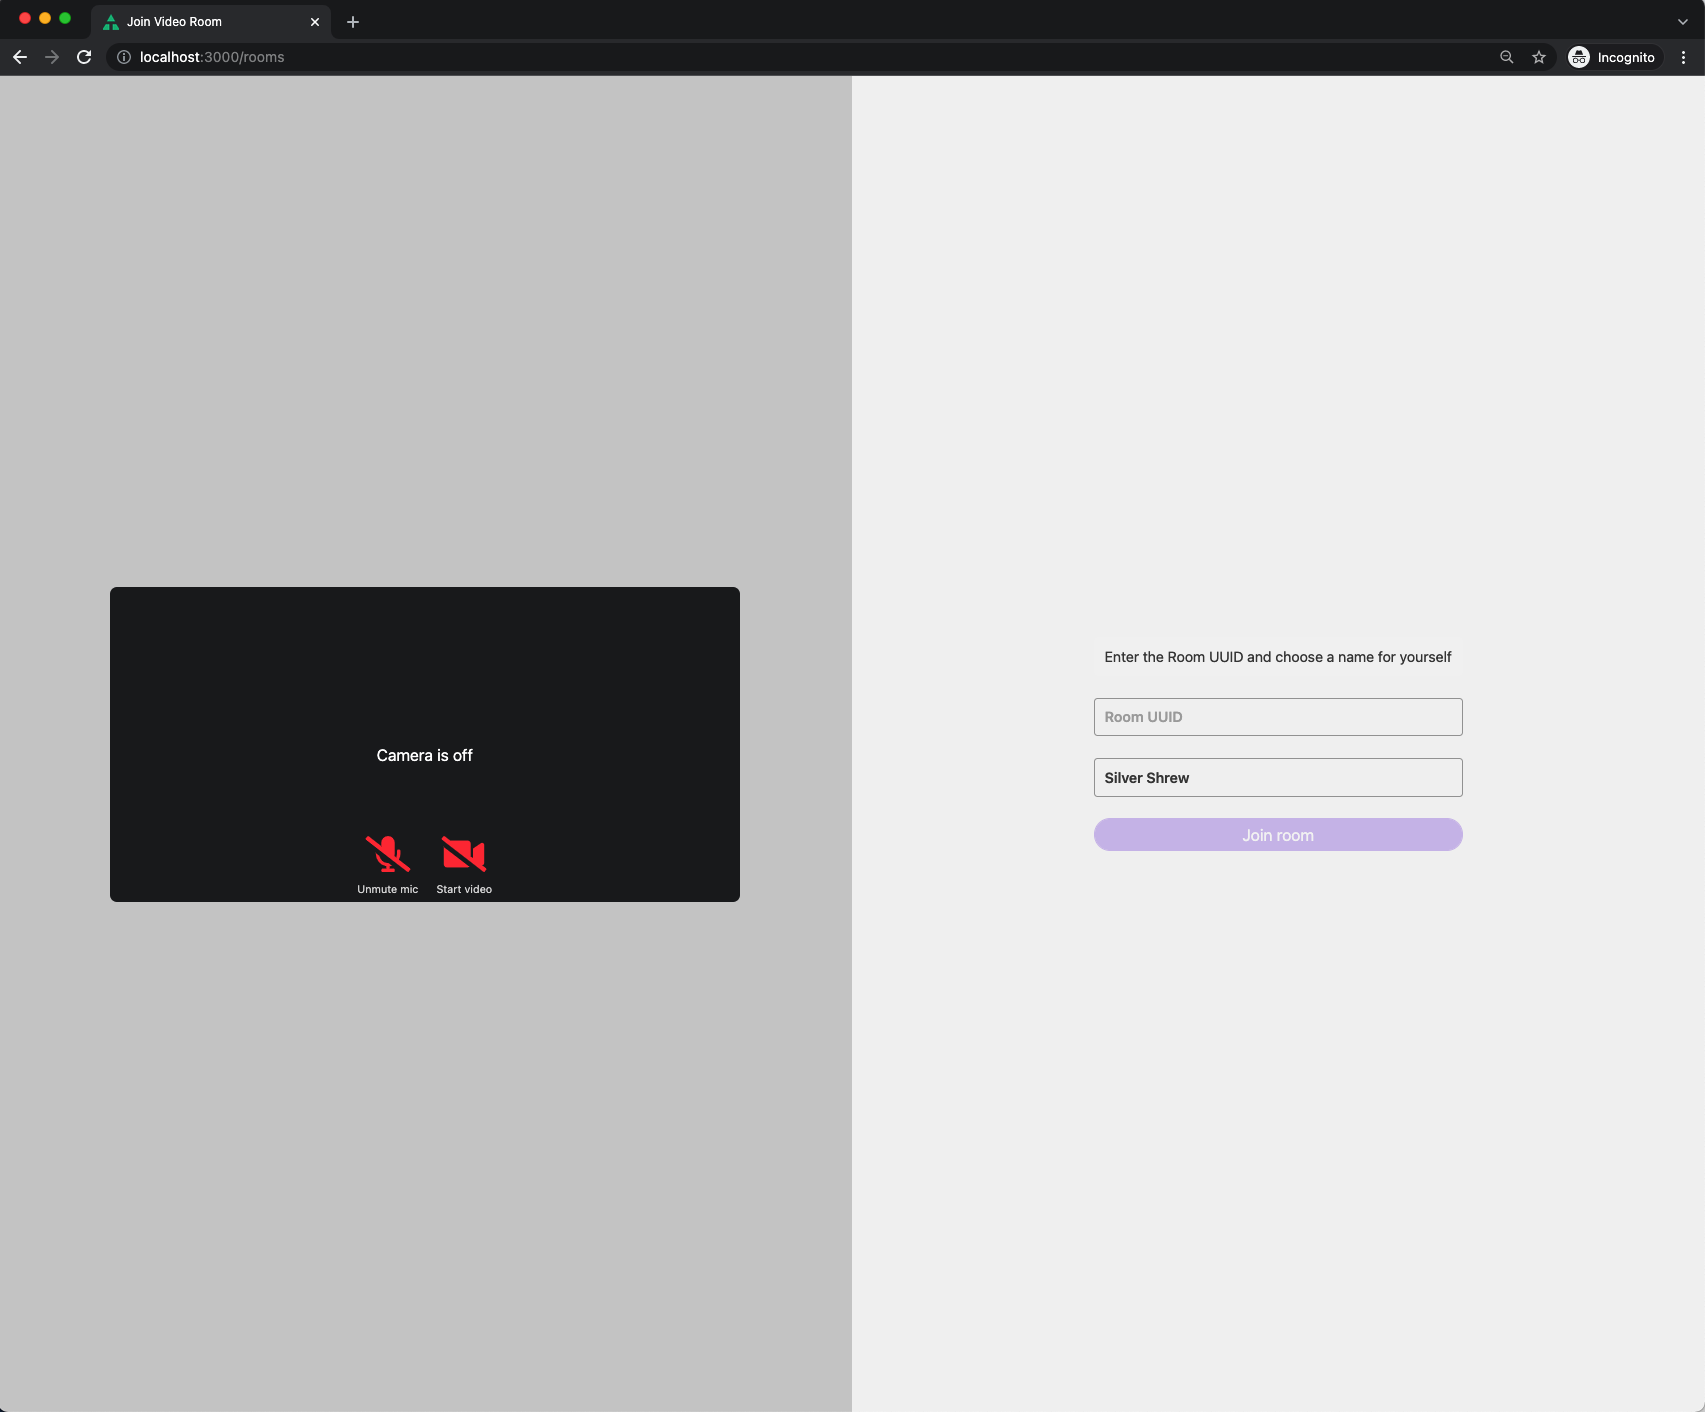 Join Video Room
localhost:3000/rooms
Incognito
Camera is off
Unmute mic
Start video
Enter the Room UUID and choose a name for yourself
Room UUID
Silver Shrew
Join room